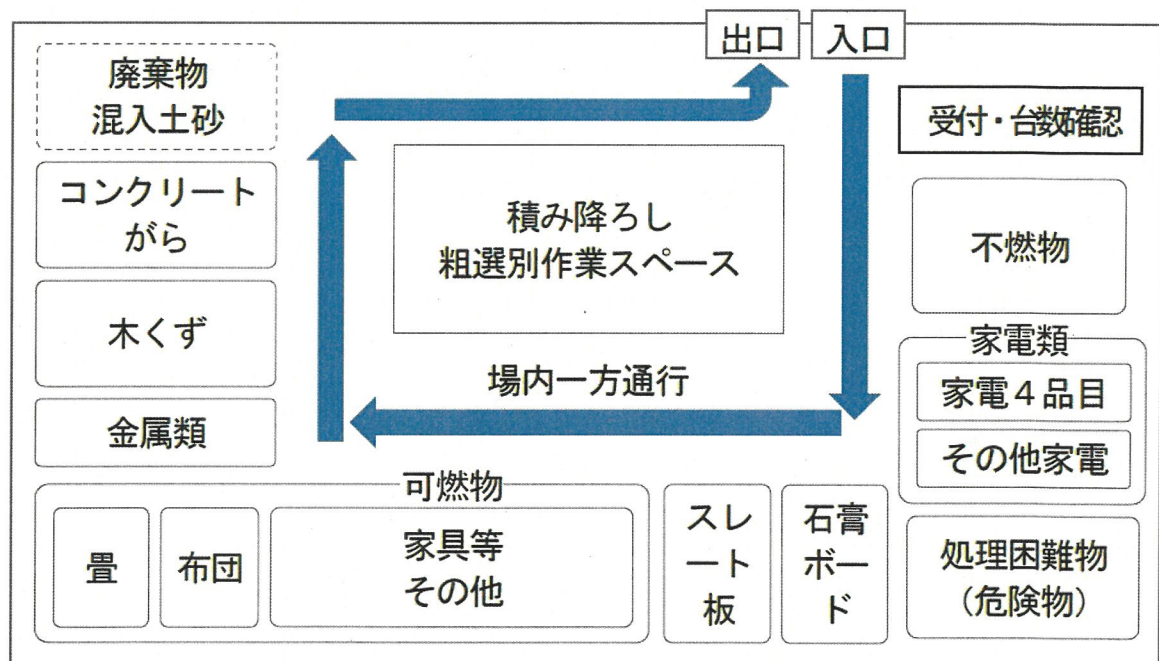 出口
入口
廃棄物
混入土砂
受付・台数確認
コンクリート
がら
積み降ろし
粗選別作業スペース
不燃物
木くず
家電類
場内一方通行
家電４品目
金属類
その他家電
可燃物
畳
布団
家具等
その他
スレ
ート
板
石膏
ボー
ド
処理困難物
（危険物）